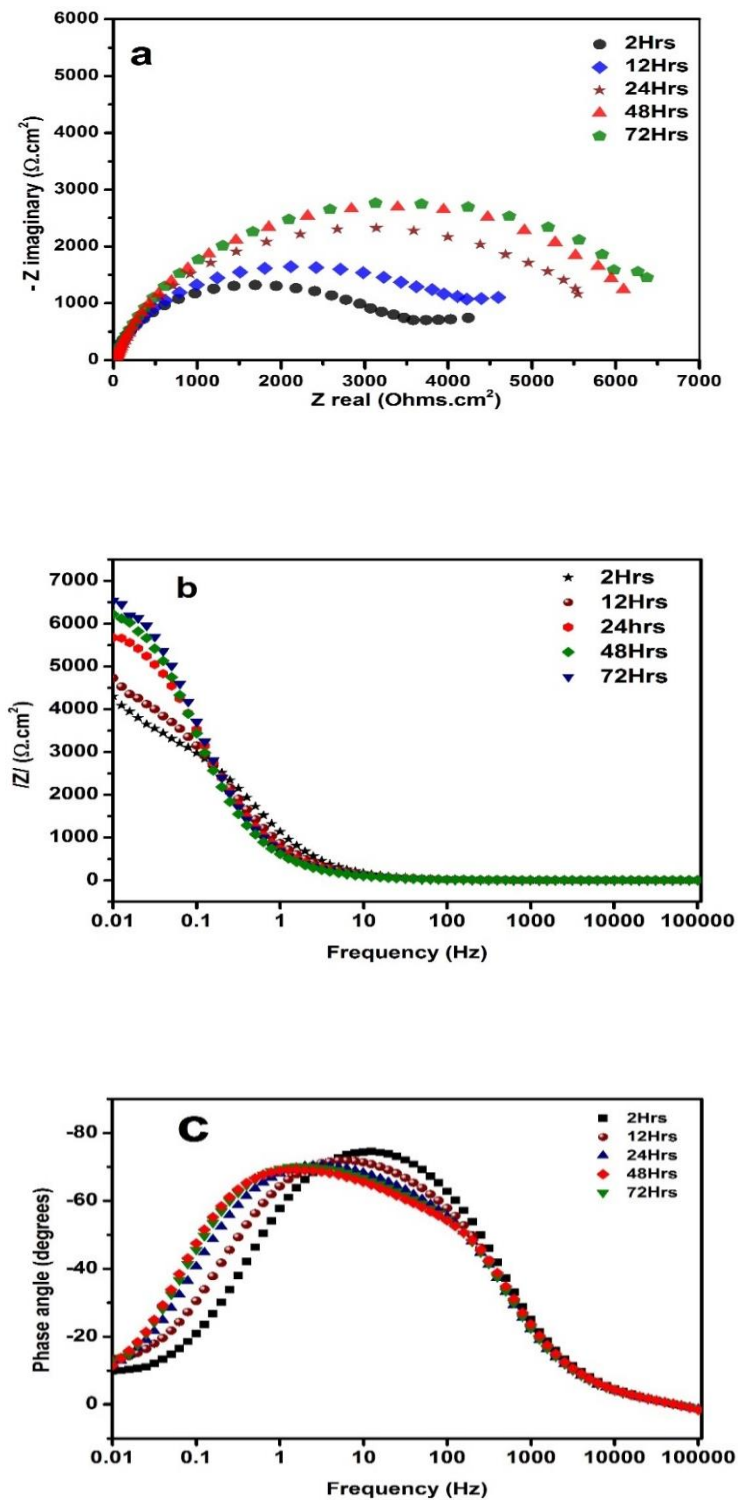 a
2Hrs
12Hrs
24Hrs
48Hrs
72Hrs
6000
5000
4000
3000
2000
1000
0
- Z imaginary (Ω.cm²)
0 1000 2000 3000 4000 5000 6000 7000
Z real (Ohms.cm²)
b
2Hrs
12Hrs
24hrs
48Hrs
72Hrs
7000
6000
5000
4000
3000
2000
1000
0
/Z/ (Ω.cm²)
0.01 0.1 1 10 100 1000 10000 100000
Frequency (Hz)
C
2Hrs
12Hrs
24Hrs
48Hrs
72Hrs
-80
-60
-40
-20
0
Phase angle (degrees)
0.01 0.1 1 10 100 1000 10000 100000
Frequency (Hz)